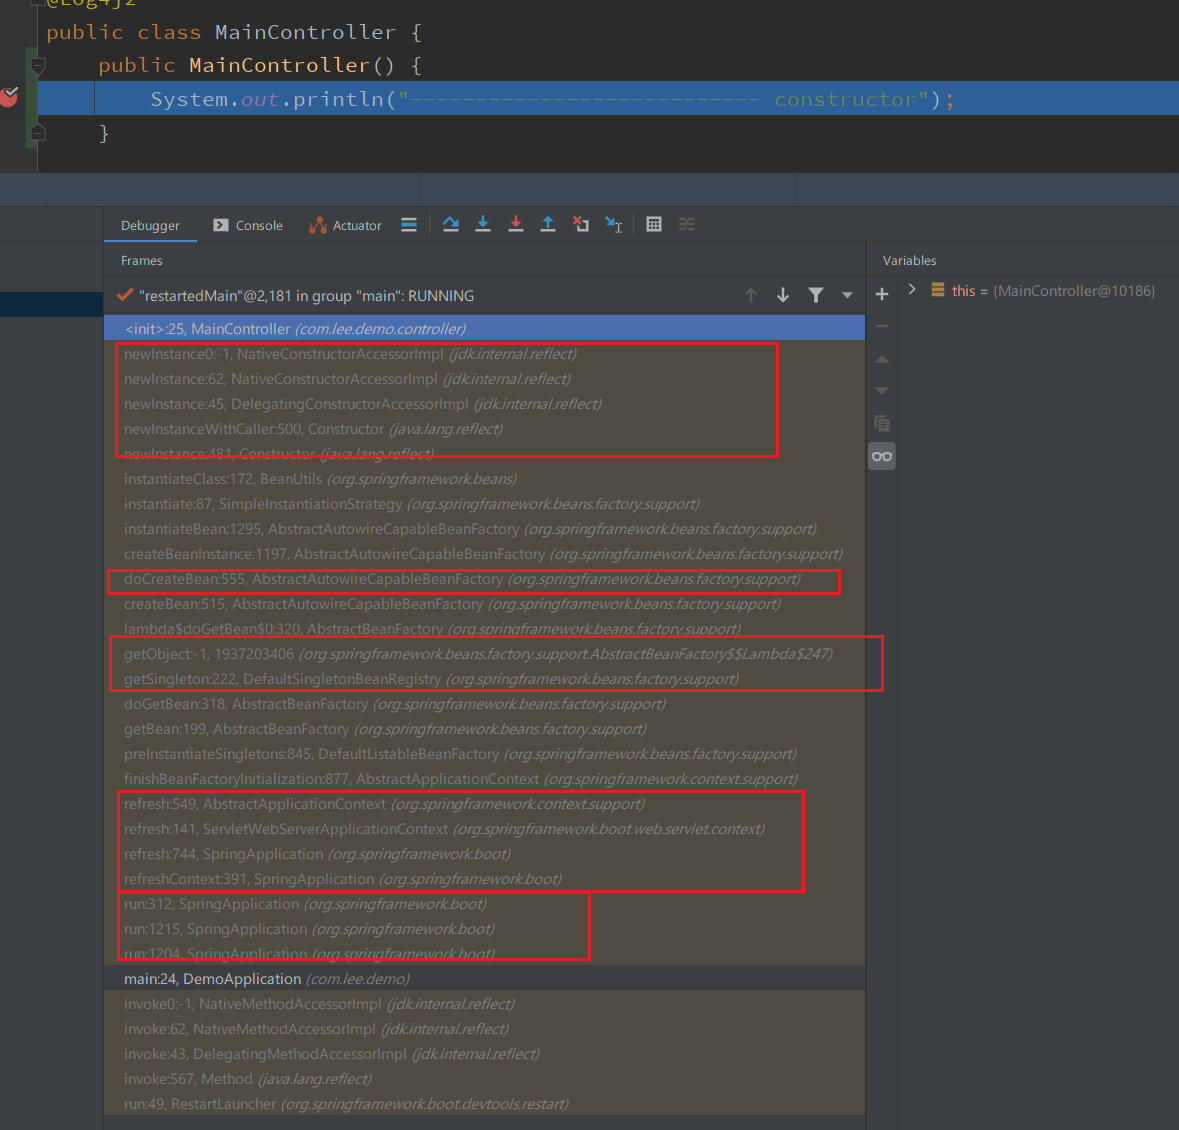 @Log4j2
public class MainController {
public MainController() {
System.out.println("--------------------------- constructor");
}
Debugger Console Actuator
Frames
Variables
"restartedMain"@2,181 in group "main": RUNNING
this = {MainController@10186}
<init>:25, MainController (com.lee.demo.controller)
newInstance0:-1, NativeConstructorAccessorImpl (jdk.internal.reflect)
newInstance:62, NativeConstructorAccessorImpl (jdk.internal.reflect)
newInstance:45, DelegatingConstructorAccessorImpl (jdk.internal.reflect)
newInstanceWithCaller:500, Constructor (java.lang.reflect)
newInstance:481, Constructor (java.lang.reflect)
instantiateClass:172, BeanUtils (org.springframework.beans)
instantiate:87, SimpleInstantiationStrategy (org.springframework.beans.factory.support)
instantiateBean:1295, AbstractAutowireCapableBeanFactory (org.springframework.beans.factory.support)
createBeanInstance:1197, AbstractAutowireCapableBeanFactory (org.springframework.beans.factory.support)
doCreateBean:555, AbstractAutowireCapableBeanFactory (org.springframework.beans.factory.support)
createBean:515, AbstractAutowireCapableBeanFactory (org.springframework.beans.factory.support)
lambda$doGetBean$0:320, AbstractBeanFactory (org.springframework.beans.factory.support)
getObject:-1, 1937203406 (org.springframework.beans.factory.support.AbstractBeanFactory$$Lambda$247)
getSingleton:222, DefaultSingletonBeanRegistry (org.springframework.beans.factory.support)
doGetBean:318, AbstractBeanFactory (org.springframework.beans.factory.support)
getBean:199, AbstractBeanFactory (org.springframework.beans.factory.support)
preInstantiateSingletons:845, DefaultListableBeanFactory (org.springframework.beans.factory.support)
finishBeanFactoryInitialization:877, AbstractApplicationContext (org.springframework.context.support)
refresh:549, AbstractApplicationContext (org.springframework.context.support)
refresh:141, ServletWebServerApplicationContext (org.springframework.boot.web.servlet.context)
refresh:744, SpringApplication (org.springframework.boot)
refreshContext:391, SpringApplication (org.springframework.boot)
run:312, SpringApplication (org.springframework.boot)
run:1215, SpringApplication (org.springframework.boot)
run:1204, SpringApplication (org.springframework.boot)
main:24, DemoApplication (com.lee.demo)
invoke0:-1, NativeMethodAccessorImpl (jdk.internal.reflect)
invoke:62, NativeMethodAccessorImpl (jdk.internal.reflect)
invoke:43, DelegatingMethodAccessorImpl (jdk.internal.reflect)
invoke:567, Method (java.lang.reflect)
run:49, RestartLauncher (org.springframework.boot.devtools.restart)